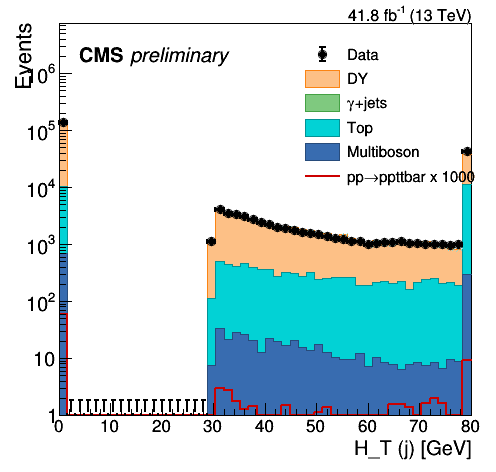 41.8 fb⁻¹ (13 TeV)
Events
CMS preliminary
Data
DY
γ+jets
Top
Multiboson
pp→ppttbar x 1000
10⁶
10⁵
10⁴
10³
10²
10
1
0 10 20 30 40 50 60 70 80
H_T (j) [GeV]